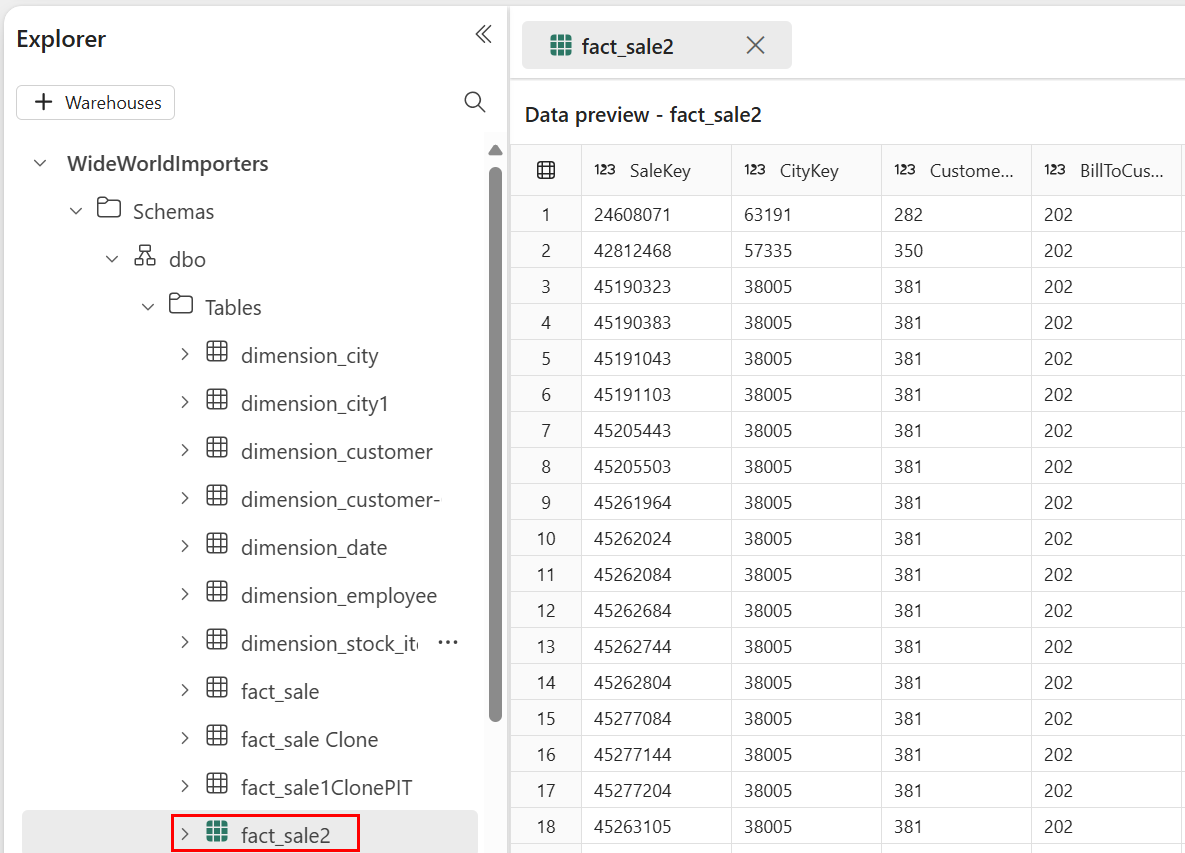 Explorer
Warehouses
WideWorldImporters
Schemas
dbo
Tables
dimension_city
dimension_city1
dimension_customer
dimension_customer-
dimension_date
dimension_employee
dimension_stock_it
fact_sale
fact_sale Clone
fact_sale1ClonePIT
fact_sale2
fact_sale2
Data preview - fact_sale2
123 SaleKey 123 CityKey 123 Custome... 123 BillToCus...
1 24608071 63191 282 202
2 42812468 57335 350 202
3 45190323 38005 381 202
4 45190383 38005 381 202
5 45191043 38005 381 202
6 45191103 38005 381 202
7 45205443 38005 381 202
8 45205503 38005 381 202
9 45261964 38005 381 202
10 45262024 38005 381 202
11 45262084 38005 381 202
12 45262684 38005 381 202
13 45262744 38005 381 202
14 45262804 38005 381 202
15 45277084 38005 381 202
16 45277144 38005 381 202
17 45277204 38005 381 202
18 45263105 38005 381 202